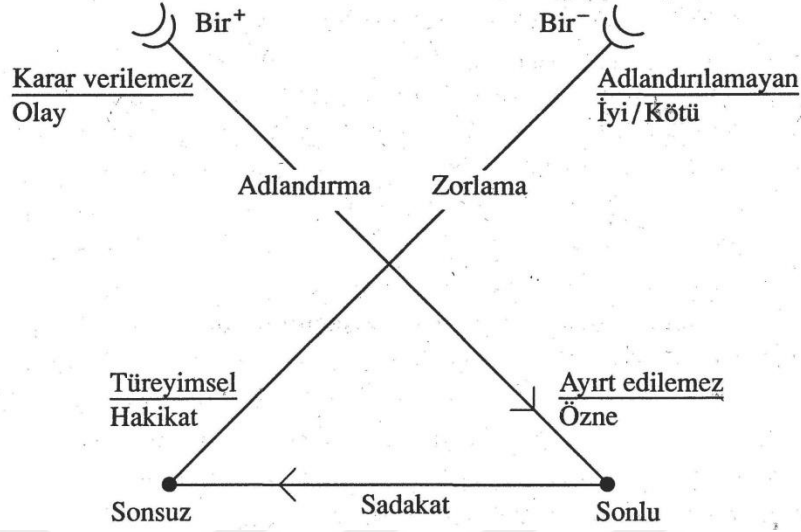 Bir⁺
Bir⁻
Karar verilemez
Olay
Adlandırılamayan
İyi/Kötü
Adlandırma
Zorlama
Türeyimsel
Hakikat
Ayırt edilemez
Özne
Sonsuz
Sadakat
Sonlu